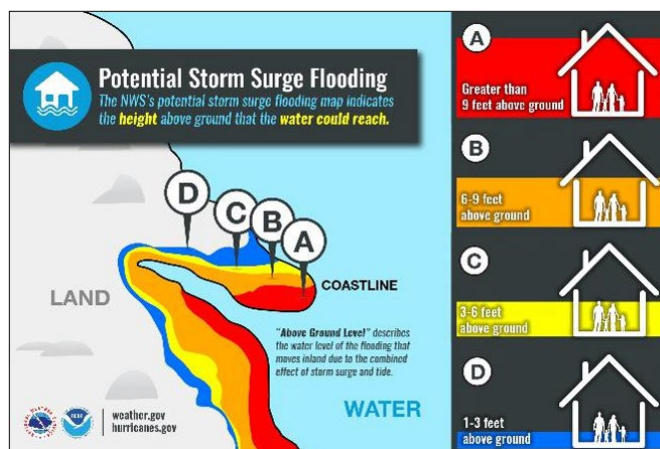 Potential Storm Surge Flooding
The NWS's potential storm surge flooding map indicates
the height above ground that the water could reach.
D
C
B
A
COASTLINE
LAND
"Above Ground Level" describes
the water level of the flooding that
moves inland due to the combined
effect of storm surge and tide.
WATER
weather.gov
hurricanes.gov
A
Greater than
9 feet above ground
B
6-9 feet
above ground
C
3-6 feet
above ground
D
1-3 feet
above ground